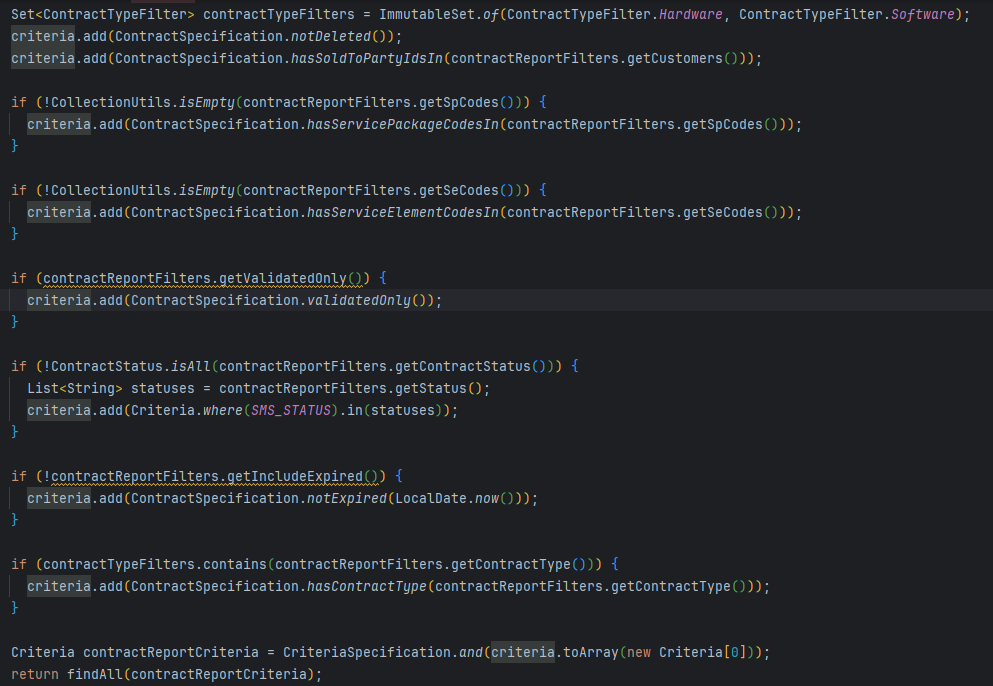 Set<ContractTypeFilter> contractTypeFilters = ImmutableSet.of(ContractTypeFilter.Hardware, ContractTypeFilter.Software);
criteria.add(ContractSpecification.notDeleted());
criteria.add(ContractSpecification.hasSoldToPartyIdsIn(contractReportFilters.getCustomers()));

if (!CollectionUtils.isEmpty(contractReportFilters.getSpCodes())) {
  criteria.add(ContractSpecification.hasServicePackageCodesIn(contractReportFilters.getSpCodes()));
}

if (!CollectionUtils.isEmpty(contractReportFilters.getSeCodes())) {
  criteria.add(ContractSpecification.hasServiceElementCodesIn(contractReportFilters.getSeCodes()));
}

if (contractReportFilters.getValidatedOnly()) {
  criteria.add(ContractSpecification.validatedOnly());
}

if (!ContractStatus.isAll(contractReportFilters.getContractStatus())) {
  List<String> statuses = contractReportFilters.getStatus();
  criteria.add(Criteria.where(SMS_STATUS).in(statuses));
}

if (!contractReportFilters.getIncludeExpired()) {
  criteria.add(ContractSpecification.notExpired(LocalDate.now()));
}

if (contractTypeFilters.contains(contractReportFilters.getContractType())) {
  criteria.add(ContractSpecification.hasContractType(contractReportFilters.getContractType()));
}

Criteria contractReportCriteria = CriteriaSpecification.and(criteria.toArray(new Criteria[0]));
return findAll(contractReportCriteria);